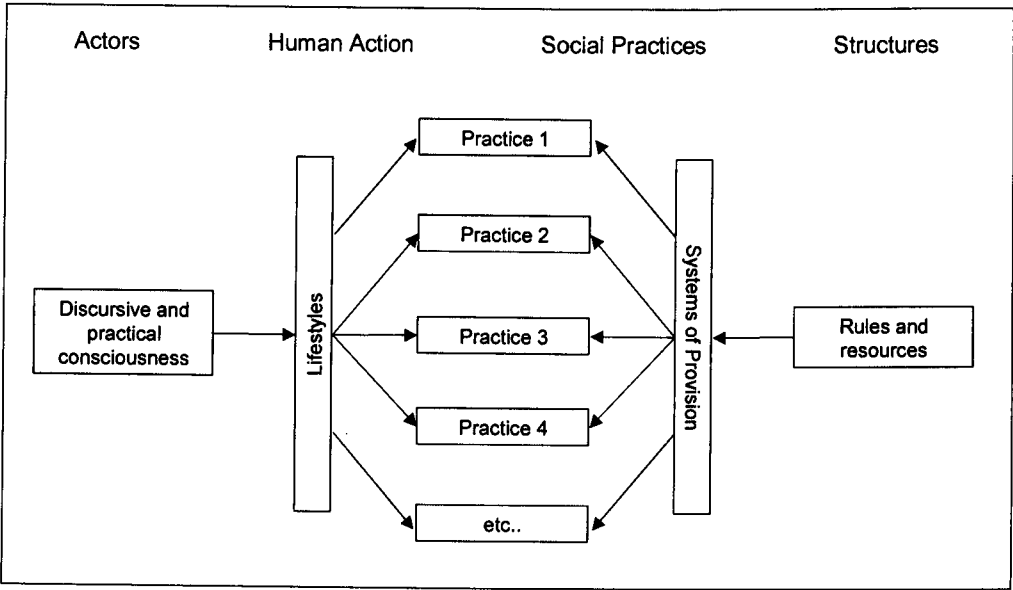 Actors
Human Action
Social Practices
Structures
Practice 1
Practice 2
Practice 3
Practice 4
etc..
Discursive and
practical
consciousness
Lifestyles
Systems of Provision
Rules and
resources